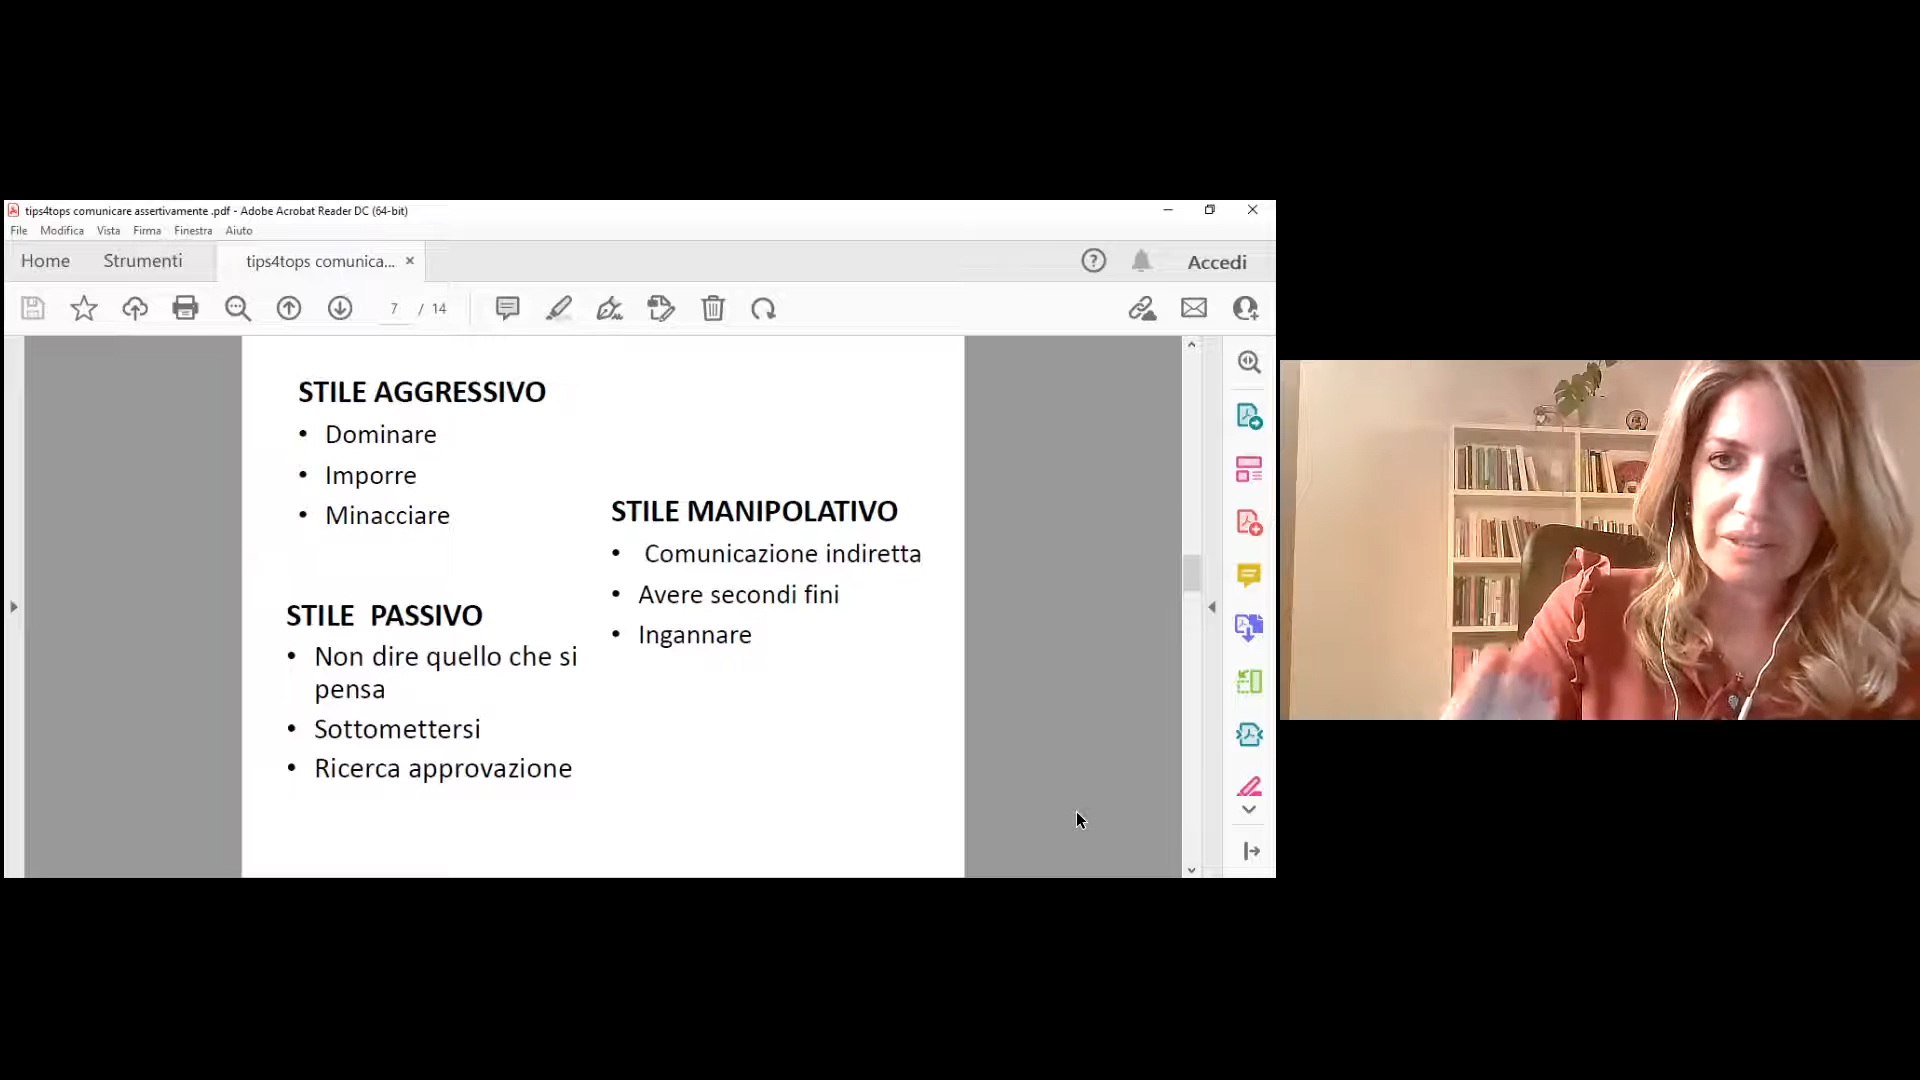 tips4tops comunicare assertivamente .pdf - Adobe Acrobat Reader DC (64-bit)
File Modifica Vista Firma Finestra Aiuto
Home Strumenti tips4tops comunica... Accedi
7 / 14
STILE AGGRESSIVO
• Dominare
• Imporre
• Minacciare
STILE PASSIVO
• Non dire quello che si
pensa
• Sottomettersi
• Ricerca approvazione
STILE MANIPOLATIVO
• Comunicazione indiretta
• Avere secondi fini
• Ingannare